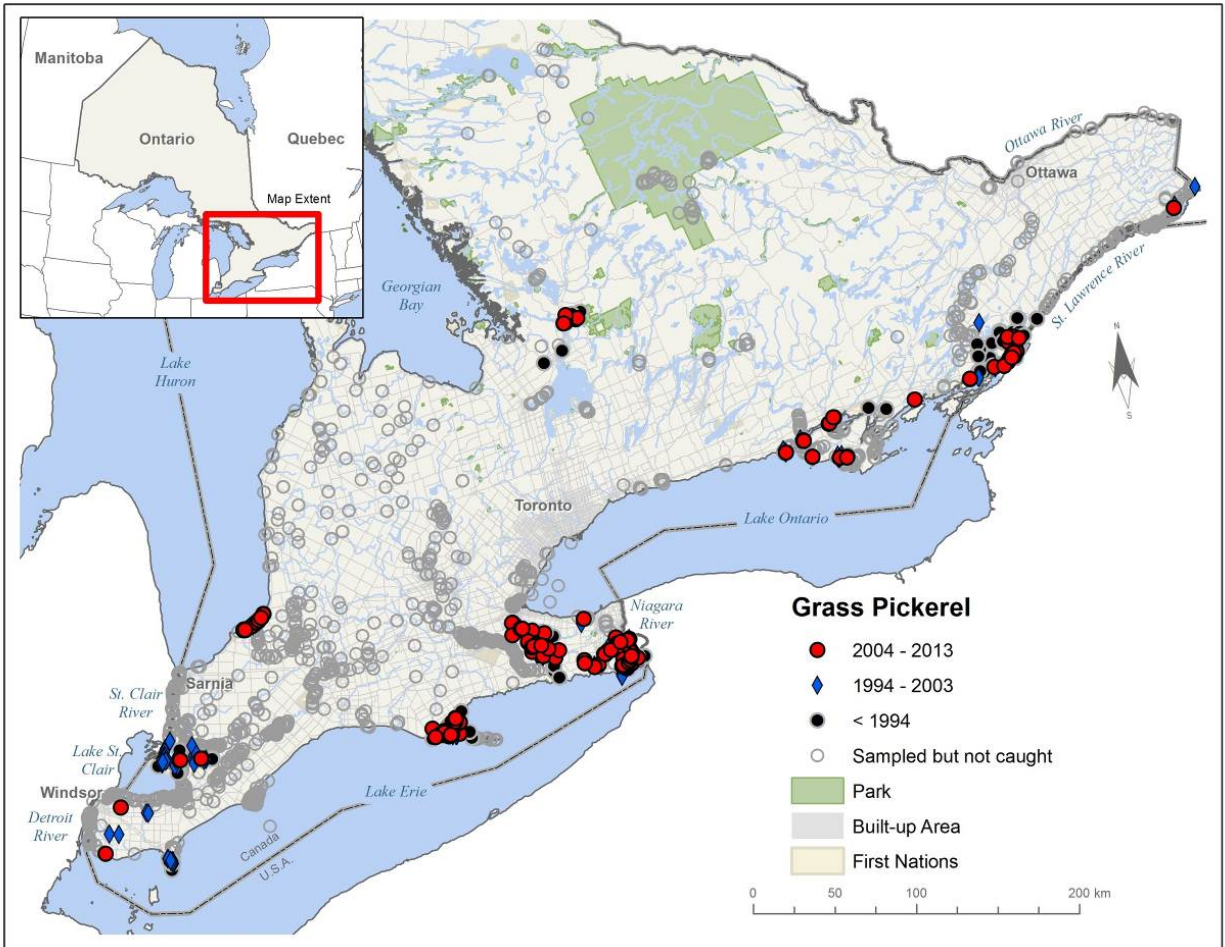 Manitoba
Ontario
Quebec
Map Extent
Ottawa River
Ottawa
St. Lawrence River
Georgian
Bay
Lake
Huron
N
S
Toronto
Lake Ontario
Niagara
River
Grass Pickerel
2004 - 2013
1994 - 2003
< 1994
Sampled but not caught
Park
Built-up Area
First Nations
Sarnia
St. Clair
River
Lake St.
Clair
Windsor
Detroit
River
Lake Erie
Canada
U.S.A.
0 50 100 200 km